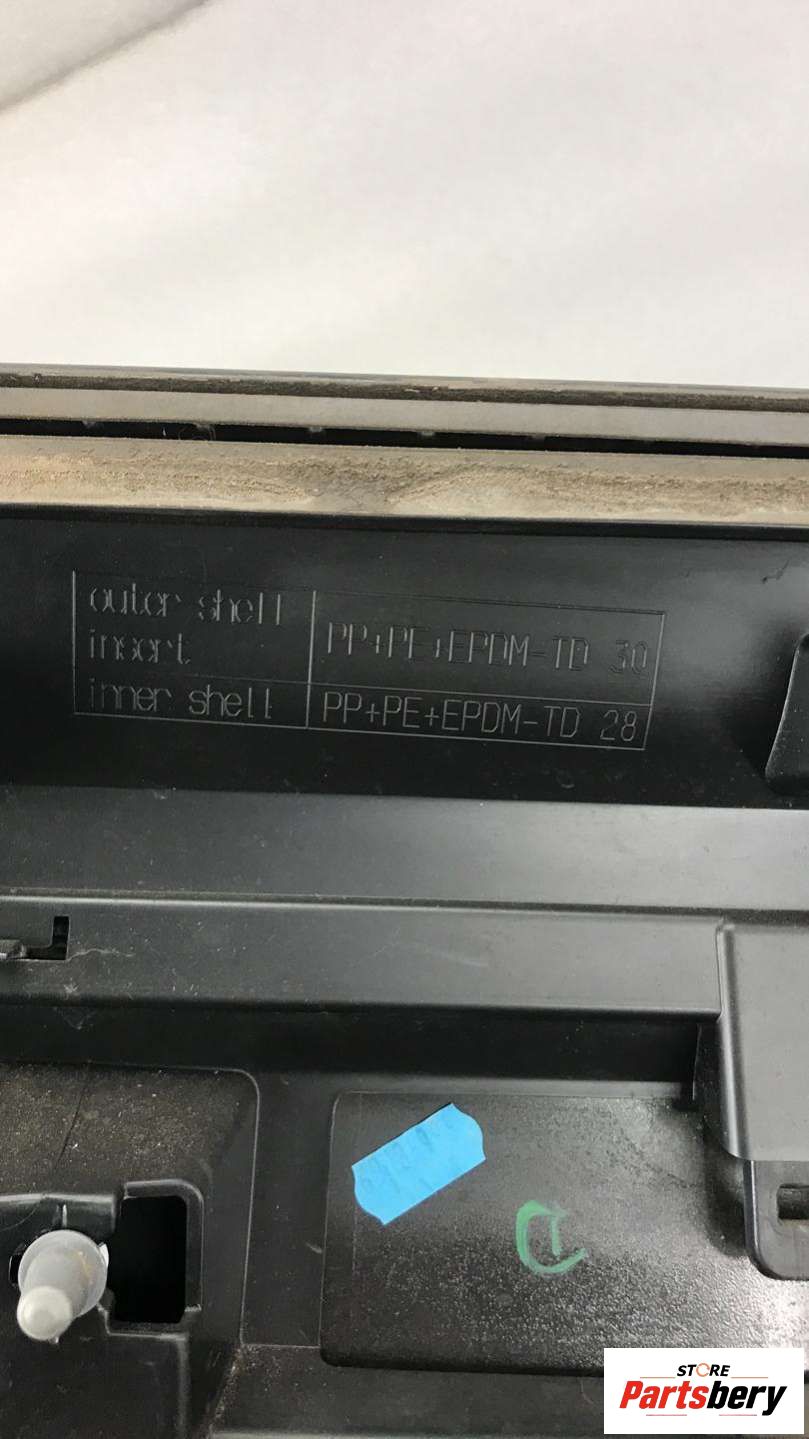 outer shell
insert
PP+PE+EPDM-TD 30
inner shell
PP+PE+EPDM-TD 28
STORE
Partsbery